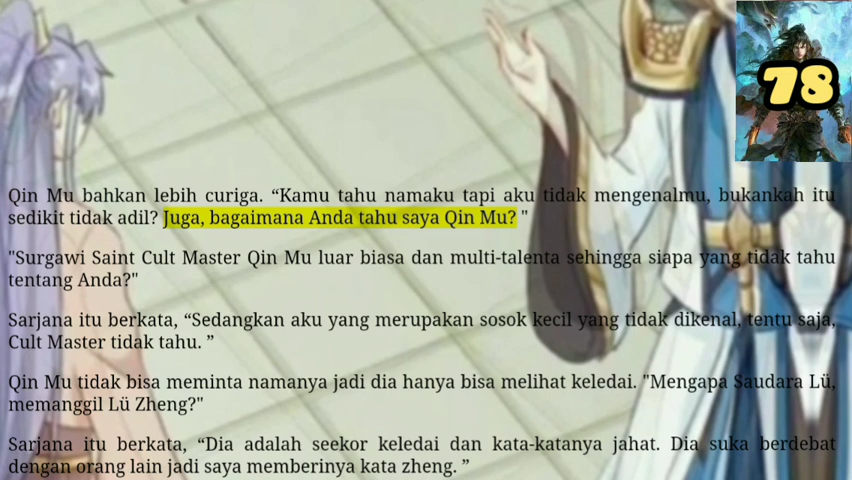 78
Qin Mu bahkan lebih curiga. “Kamu tahu namaku tapi aku tidak mengenalmu, bukankah itu
sedikit tidak adil? Juga, bagaimana Anda tahu saya Qin Mu? "
"Surgawi Saint Cult Master Qin Mu luar biasa dan multi-talenta sehingga siapa yang tidak tahu
tentang Anda?"
Sarjana itu berkata, “Sedangkan aku yang merupakan sosok kecil yang tidak dikenal, tentu saja,
Cult Master tidak tahu. ”
Qin Mu tidak bisa meminta namanya jadi dia hanya bisa melihat keledai. "Mengapa Saudara Lü,
memanggil Lü Zheng?"
Sarjana itu berkata, “Dia adalah seekor keledai dan kata-katanya jahat. Dia suka berdebat
dengan orang lain jadi saya memberinya kata zheng. ”